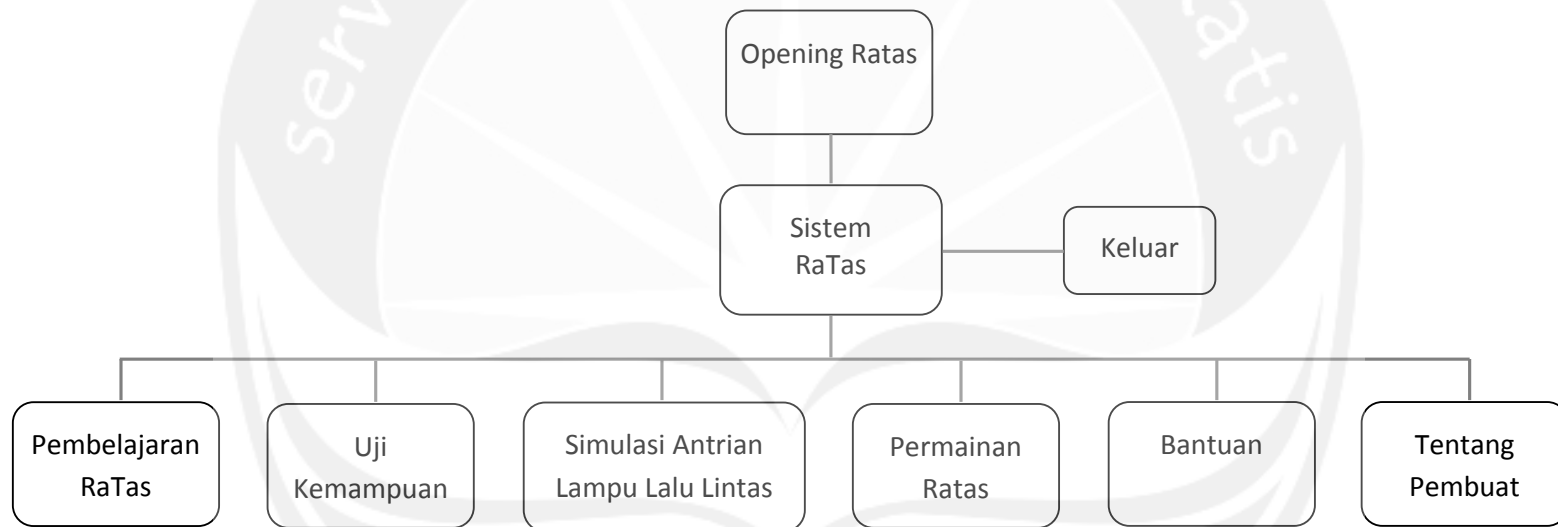 Opening Ratas
Sistem
RaTas
Keluar
Pembelajaran
RaTas
Uji
Kemampuan
Simulasi Antrian
Lampu Lalu Lintas
Permainan
Ratas
Bantuan
Tentang
Pembuat